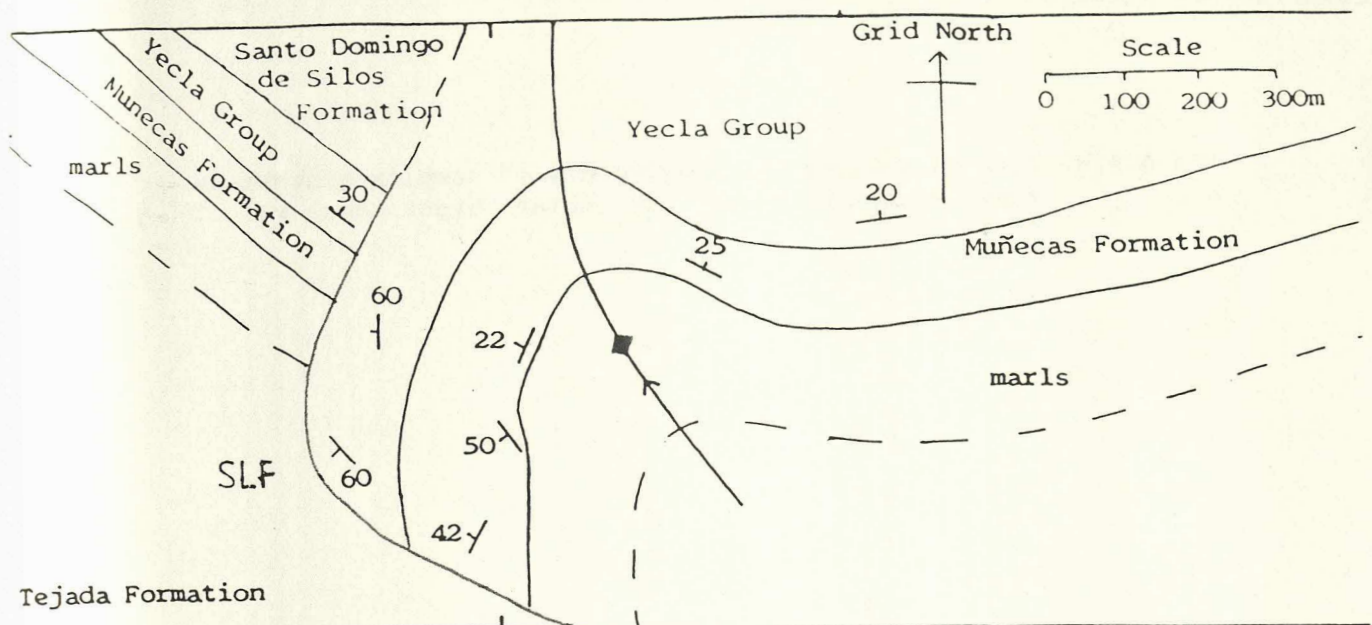 Santo Domingo
de Silos
Formation
Yecla Group
Munecas Formation
marls
30
Grid North
Scale
0 100 200 300m
Yecla Group
20
25
Muñecas Formation
60
22
marls
50
SLF
60
42
Tejada Formation